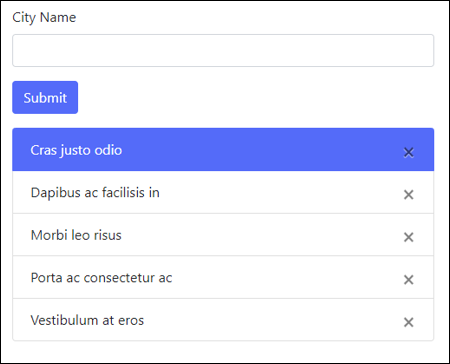 City Name
Submit
Cras justo odio ×
Dapibus ac facilisis in ×
Morbi leo risus ×
Porta ac consectetur ac ×
Vestibulum at eros ×